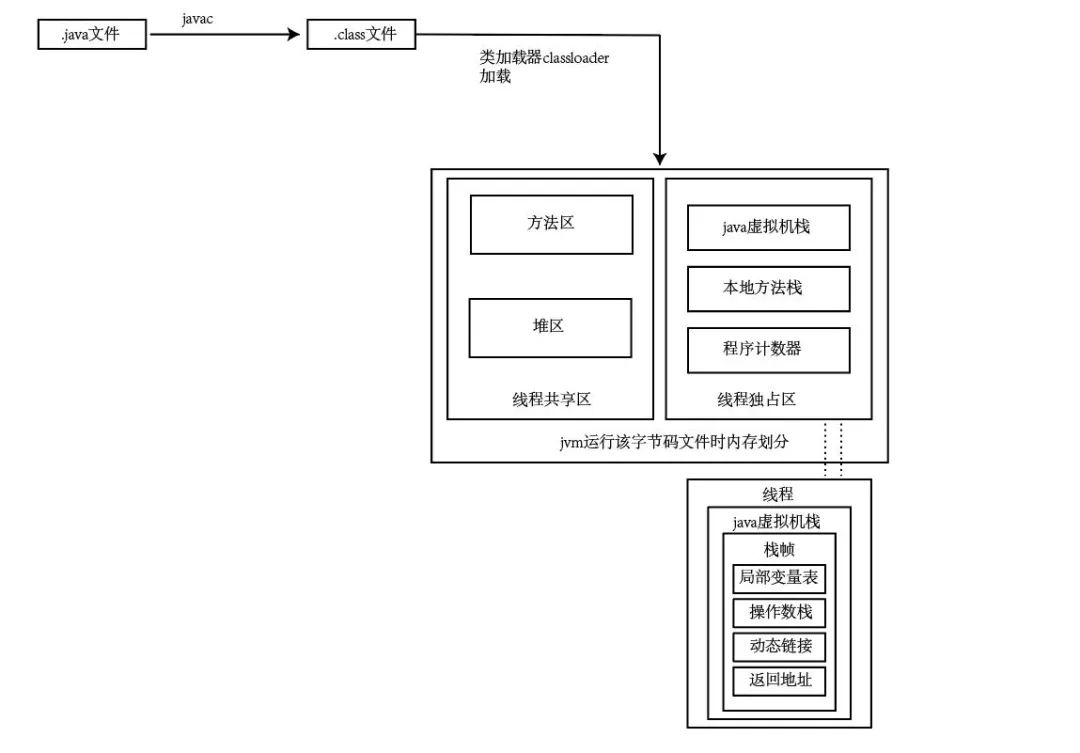 .java文件
javac
.class文件
类加载器classloader
加载
方法区
堆区
线程共享区
java虚拟机栈
本地方法栈
程序计数器
线程独占区
jvm运行该字节码文件时内存划分
线程
java虚拟机栈
栈帧
局部变量表
操作数栈
动态链接
返回地址